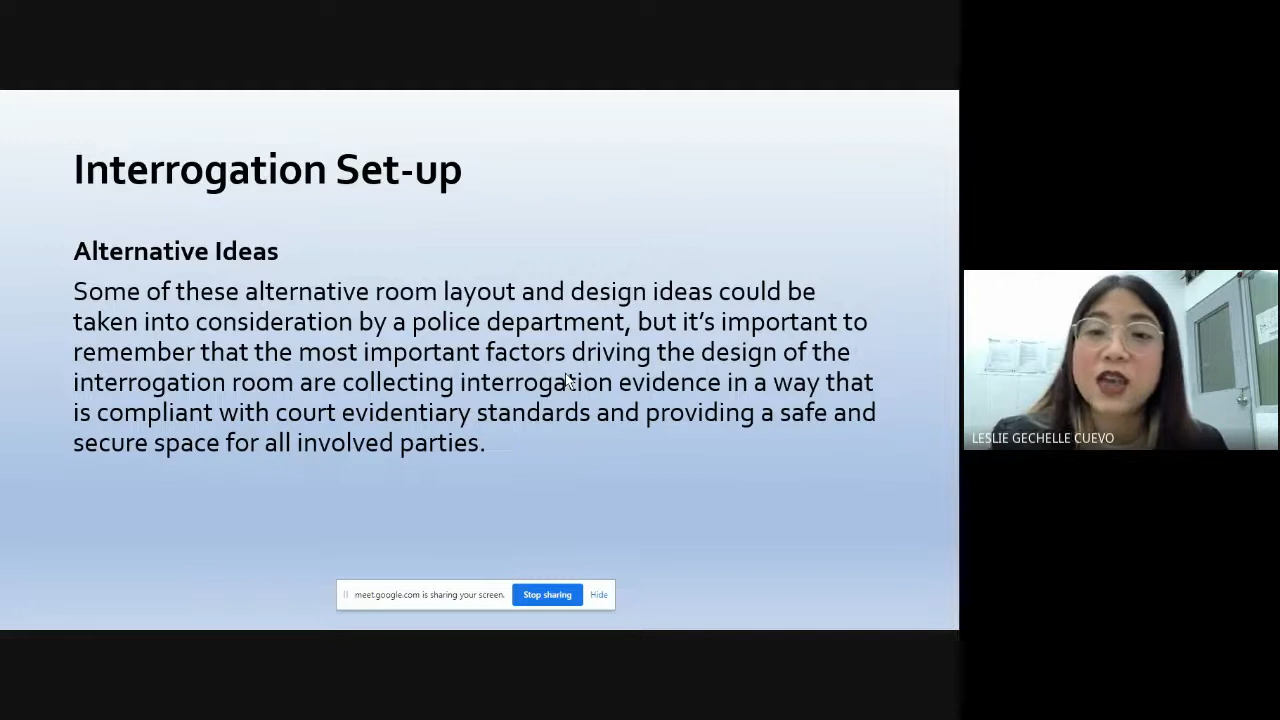 Interrogation Set-up
Alternative Ideas
Some of these alternative room layout and design ideas could be
taken into consideration by a police department, but it’s important to
remember that the most important factors driving the design of the
interrogation room are collecting interrogation evidence in a way that
is compliant with court evidentiary standards and providing a safe and
secure space for all involved parties.
meet.google.com is sharing your screen.
Stop sharing
Hide
LESLIE GECHELLE CUEVO